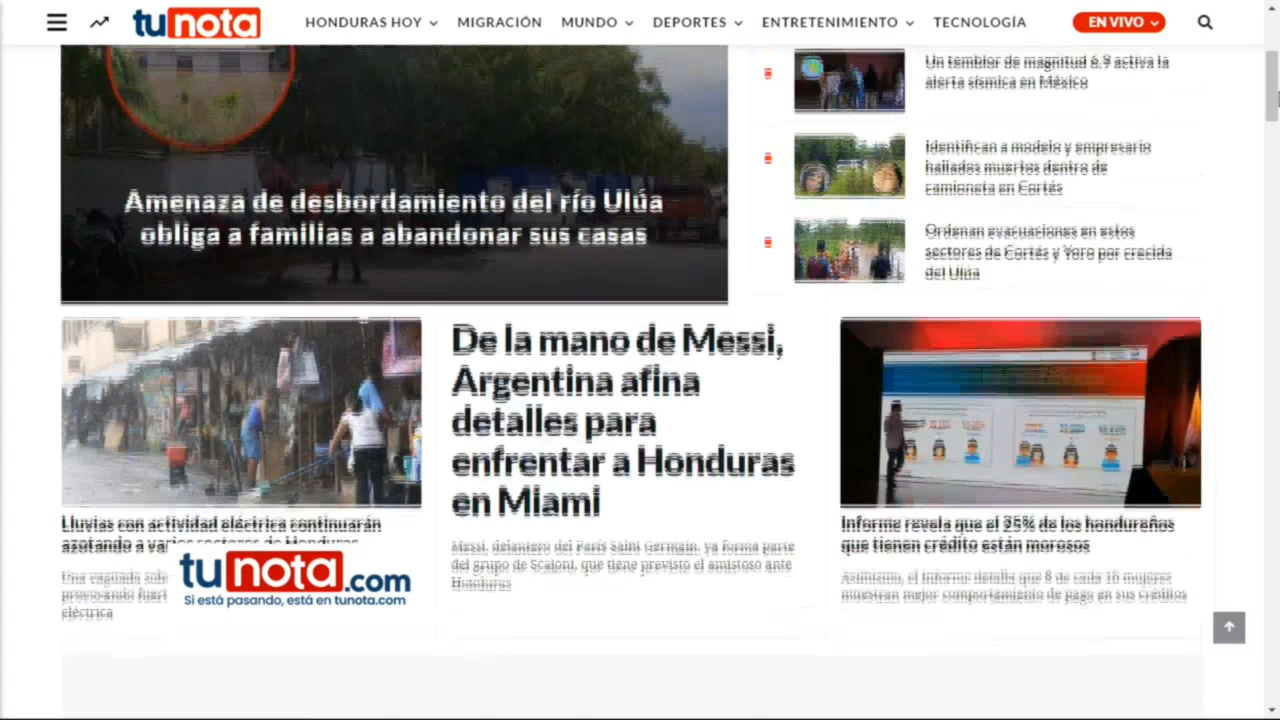 tunota
HONDURAS HOY
MIGRACIÓN
MUNDO
DEPORTES
ENTRETENIMIENTO
TECNOLOGÍA
EN VIVO
Amenaza de desbordamiento del río Ulúa
obliga a familias a abandonar sus casas
Un temblor de magnitud 6.9 activa la
alerta sísmica en México
Identifican a modelo y empresario
hallados muertos dentro de
camioneta en Cortés
Ordenan evacuaciones en estos
sectores de Cortés y Yoro por crecida
del Ulúa
Lluvias con actividad eléctrica continuarán
azotando a varios sectores de Honduras
Una vaguada
provocando
eléctrica
tunota.com
Si está pasando, está en tunota.com
De la mano de Messi,
Argentina afina
detalles para
enfrentar a Honduras
en Miami
Messi, delantero del Paris Saint Germain, ya forma parte
del grupo de Scaloni, que tiene previsto el amistoso ante
Honduras
Informe revela que el 25% de los hondureños
que tienen crédito están morosos
Asimismo, el informe detalla que 8 de cada 10 mujeres
muestran mejor comportamiento de pago en sus créditos